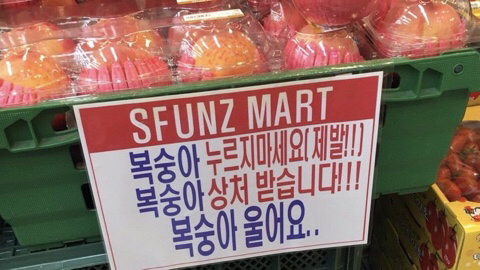 SFUNZ MART
복숭아 누르지마세요(제발!!)
복숭아 상처 받습니다!!!
복숭아 울어요..